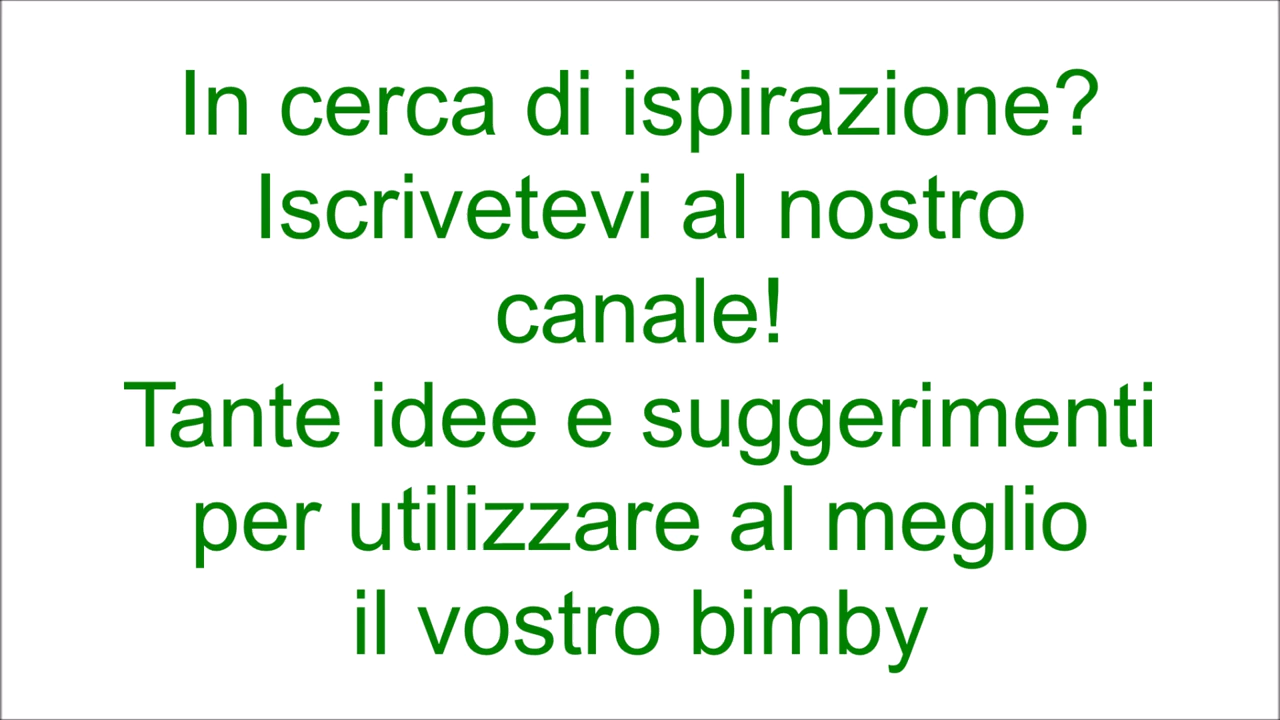 In cerca di ispirazione?
Iscrivetevi al nostro
canale!
Tante idee e suggerimenti
per utilizzare al meglio
il vostro bimby